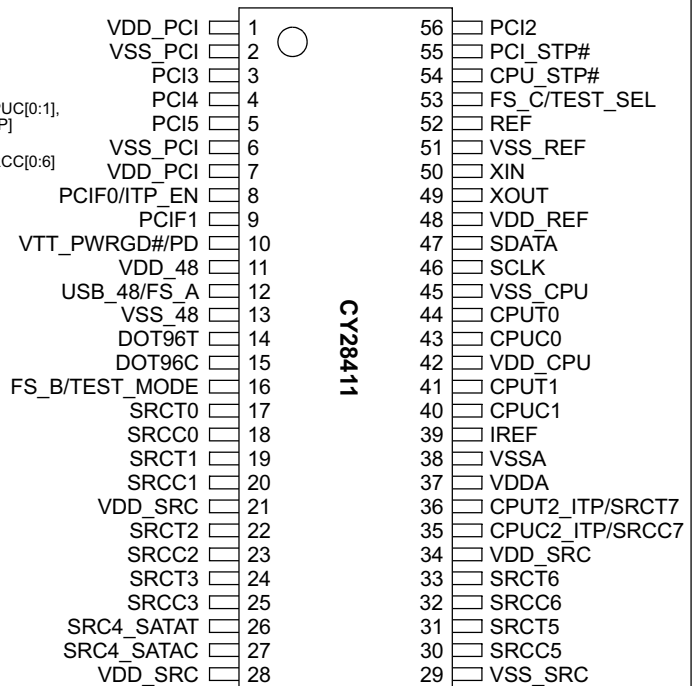 VDD_PCI 1 56 PCI2
VSS_PCI 2 55 PCI_STP#
PCI3 3 54 CPU_STP#
PCI4 4 53 FS_C/TEST_SEL
UC[0:1],
PCI5 5 52 REF
P]
VSS_PCI 6 51 VSS_REF
CC[0:6]
VDD_PCI 7 50 XIN
PCIF0/ITP_EN 8 49 XOUT
PCIF1 9 48 VDD_REF
VTT_PWRGD#/PD 10 47 SDATA
VDD_48 11 46 SCLK
USB_48/FS_A 12 45 VSS_CPU
VSS_48 13 44 CPUT0
DOT96T 14 43 CPUC0
DOT96C 15 42 VDD_CPU
FS_B/TEST_MODE 16 41 CPUT1
SRCT0 17 40 CPUC1
SRCC0 18 39 IREF
SRCT1 19 38 VSSA
SRCC1 20 37 VDDA
VDD_SRC 21 36 CPUT2_ITP/SRCT7
SRCT2 22 35 CPUC2_ITP/SRCC7
SRCC2 23 34 VDD_SRC
SRCT3 24 33 SRCT6
SRCC3 25 32 SRCC6
SRC4_SATAT 26 31 SRCT5
SRC4_SATAC 27 30 SRCC5
VDD_SRC 28 29 VSS_SRC
CY28411